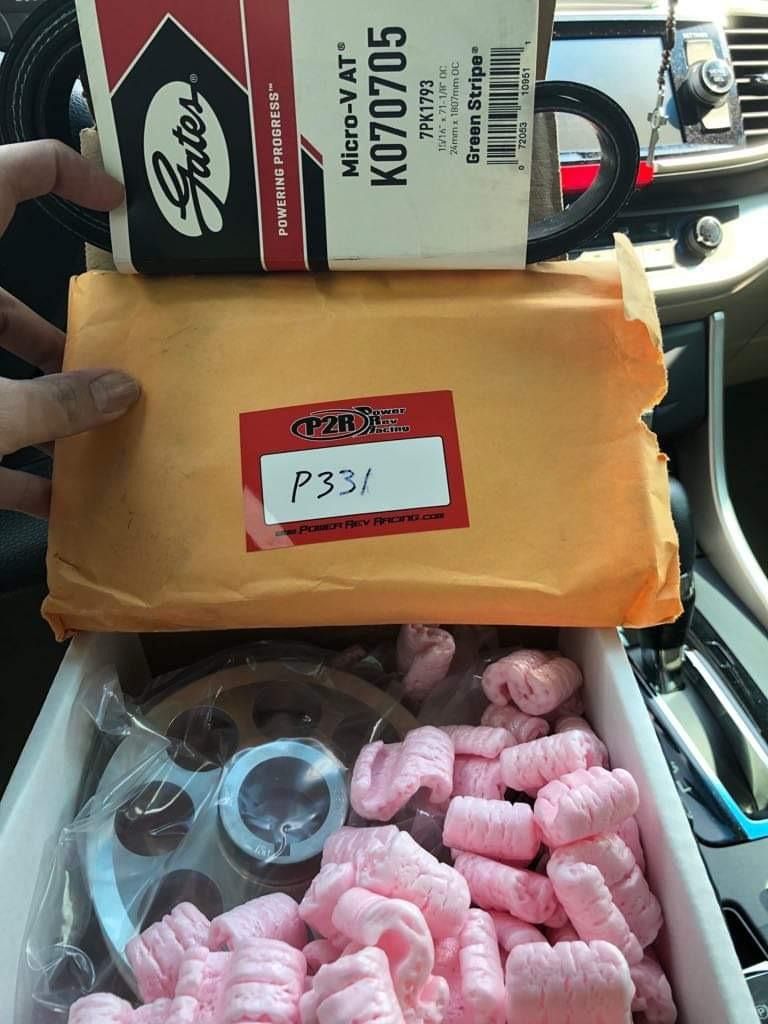 Gates®
POWERING PROGRESS™
Micro-V AT®
K070705
7PK1793
15/16" x 71-1/8" OC
24mm x 1807mm OC
Green Stripe®
0 72053 10951 1
P2R Power Rev Racing
P331
www.PowerRevRacing.com